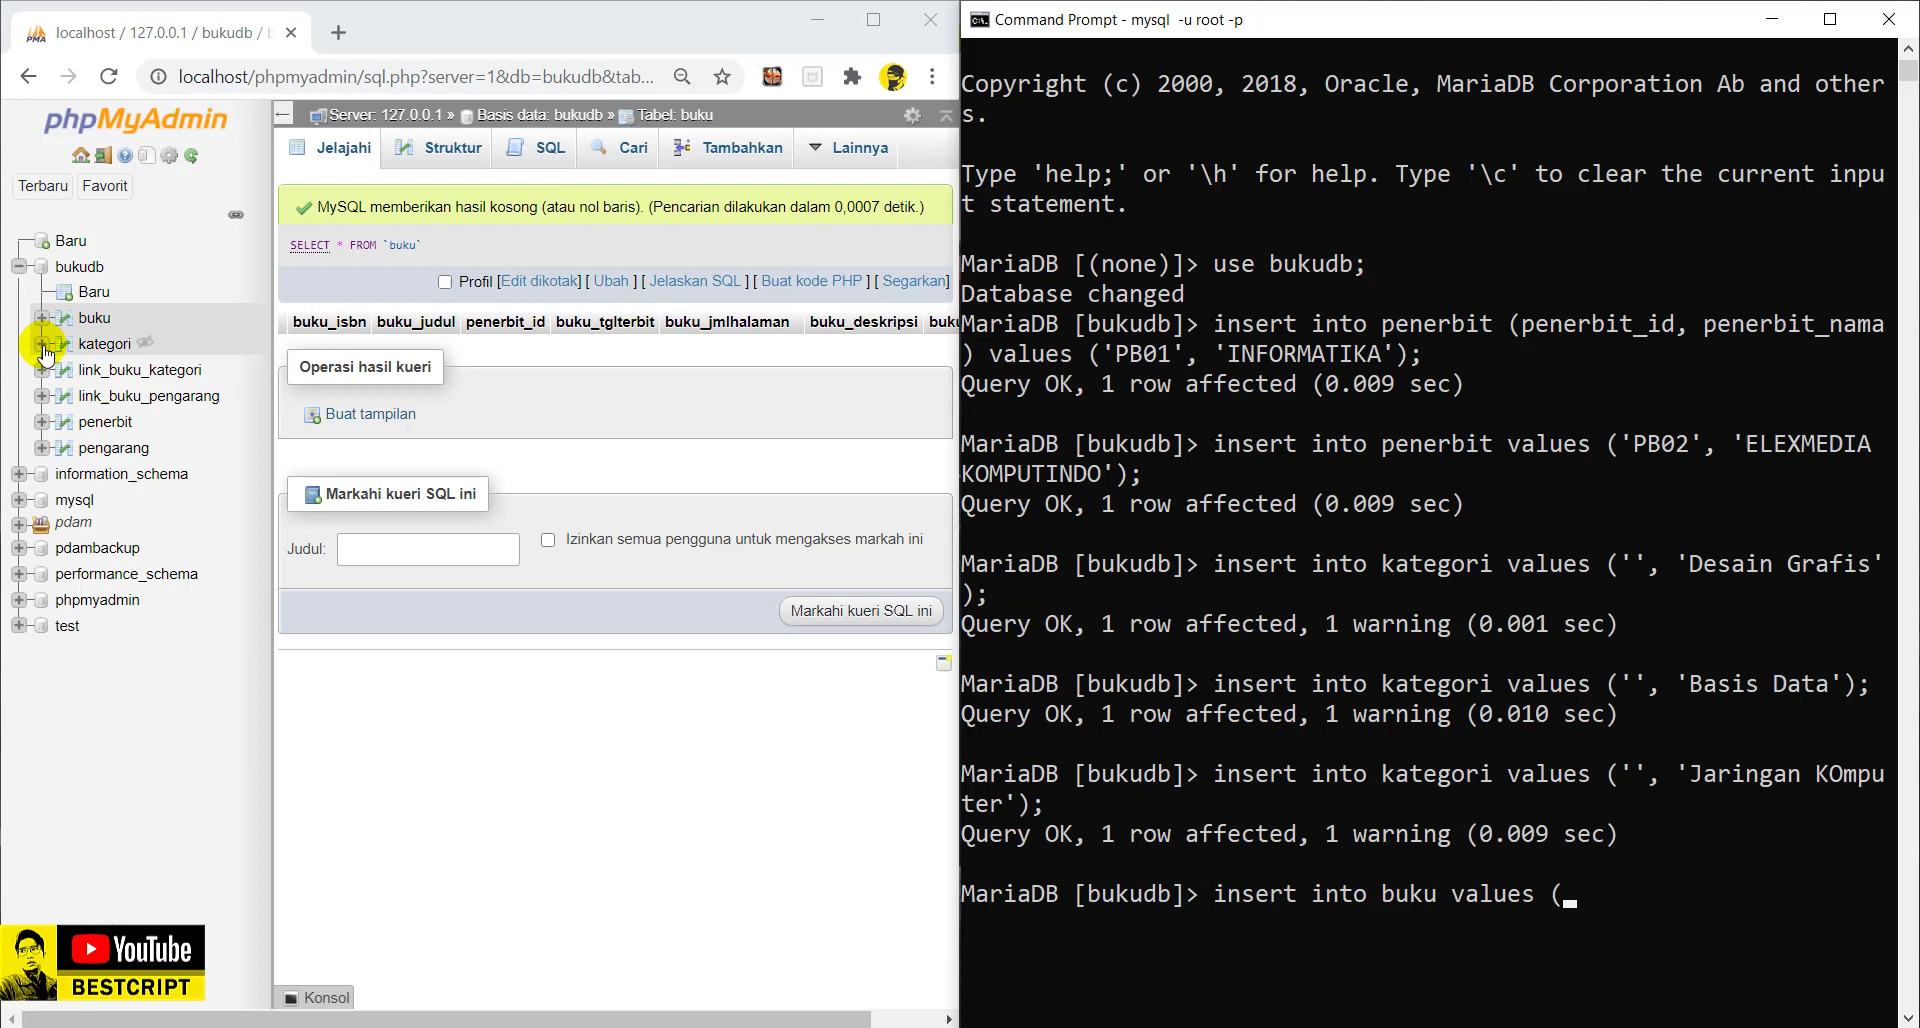 localhost / 127.0.0.1 / bukudb / b
localhost/phpmyadmin/sql.php?server=1&db=bukudb&tab...
phpMyAdmin
Terbaru
Favorit
Baru
bukudb
Baru
buku
kategori
link_buku_kategori
link_buku_pengarang
penerbit
pengarang
information_schema
mysql
pdam
pdambackup
performance_schema
phpmyadmin
test
YouTube
BESTCRIPT
Server: 127.0.0.1 » Basis data: bukudb » Tabel: buku
Jelajahi Struktur SQL Cari Tambahkan Lainnya
MySQL memberikan hasil kosong (atau nol baris). (Pencarian dilakukan dalam 0,0007 detik.)
SELECT * FROM `buku`
Profil [Edit dikotak] [ Ubah ] [ Jelaskan SQL ] [ Buat kode PHP ] [ Segarkan]
buku_isbn buku_judul penerbit_id buku_tglterbit buku_jmlhalaman buku_deskripsi buku
Operasi hasil kueri
Buat tampilan
Markahi kueri SQL ini
Judul:
Izinkan semua pengguna untuk mengakses markah ini
Markahi kueri SQL ini
Konsol
Command Prompt - mysql -u root -p
Copyright (c) 2000, 2018, Oracle, MariaDB Corporation Ab and other
s.
Type 'help;' or '\h' for help. Type '\c' to clear the current inpu
t statement.
MariaDB [(none)]> use bukudb;
Database changed
MariaDB [bukudb]> insert into penerbit (penerbit_id, penerbit_nama
) values ('PB01', 'INFORMATIKA');
Query OK, 1 row affected (0.009 sec)
MariaDB [bukudb]> insert into penerbit values ('PB02', 'ELEXMEDIA
KOMPUTINDO');
Query OK, 1 row affected (0.009 sec)
MariaDB [bukudb]> insert into kategori values ('', 'Desain Grafis'
);
Query OK, 1 row affected, 1 warning (0.001 sec)
MariaDB [bukudb]> insert into kategori values ('', 'Basis Data');
Query OK, 1 row affected, 1 warning (0.010 sec)
MariaDB [bukudb]> insert into kategori values ('', 'Jaringan KOmpu
ter');
Query OK, 1 row affected, 1 warning (0.009 sec)
MariaDB [bukudb]> insert into buku values (